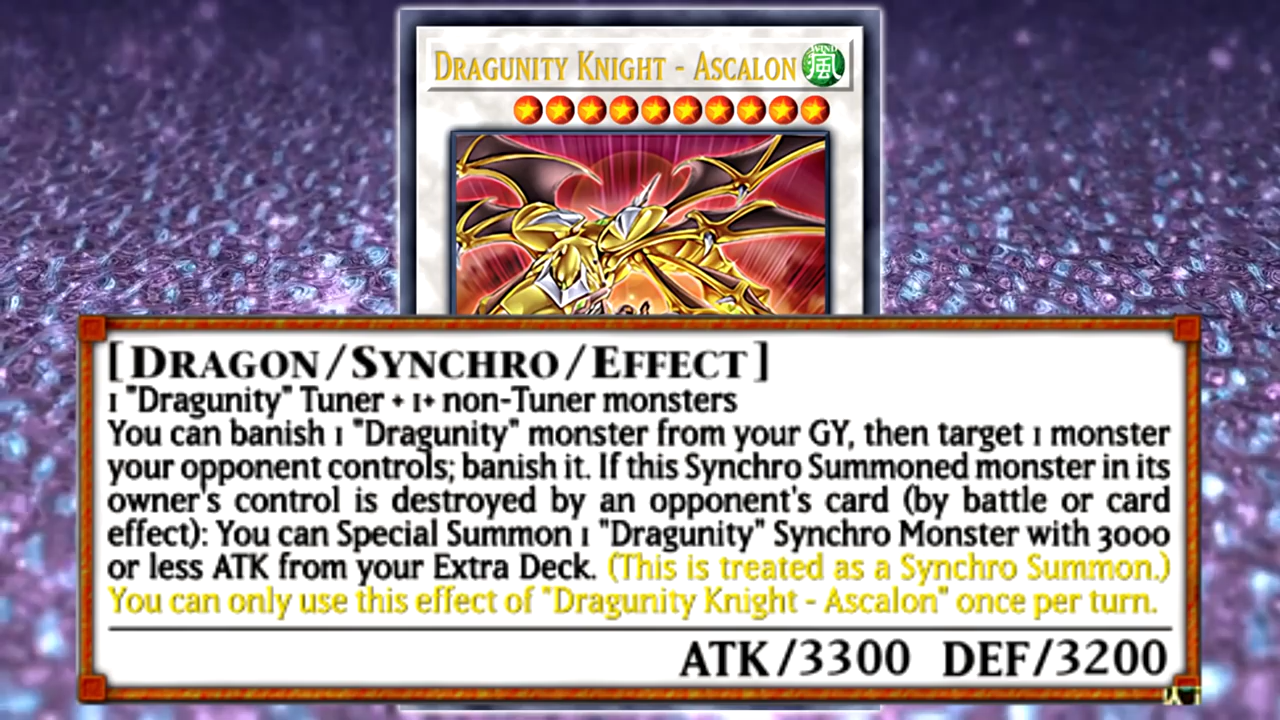 DRAGUNITY KNIGHT - ASCALON
WIND
風
[DRAGON/SYNCHRO/EFFECT]
1 "Dragunity" Tuner + 1+ non-Tuner monsters
You can banish 1 "Dragunity" monster from your GY, then target 1 monster
your opponent controls; banish it. If this Synchro Summoned monster in its
owner's control is destroyed by an opponent's card (by battle or card
effect): You can Special Summon 1 "Dragunity" Synchro Monster with 3000
or less ATK from your Extra Deck. (This is treated as a Synchro Summon.)
You can only use this effect of "Dragunity Knight - Ascalon" once per turn.
ATK/3300 DEF/3200